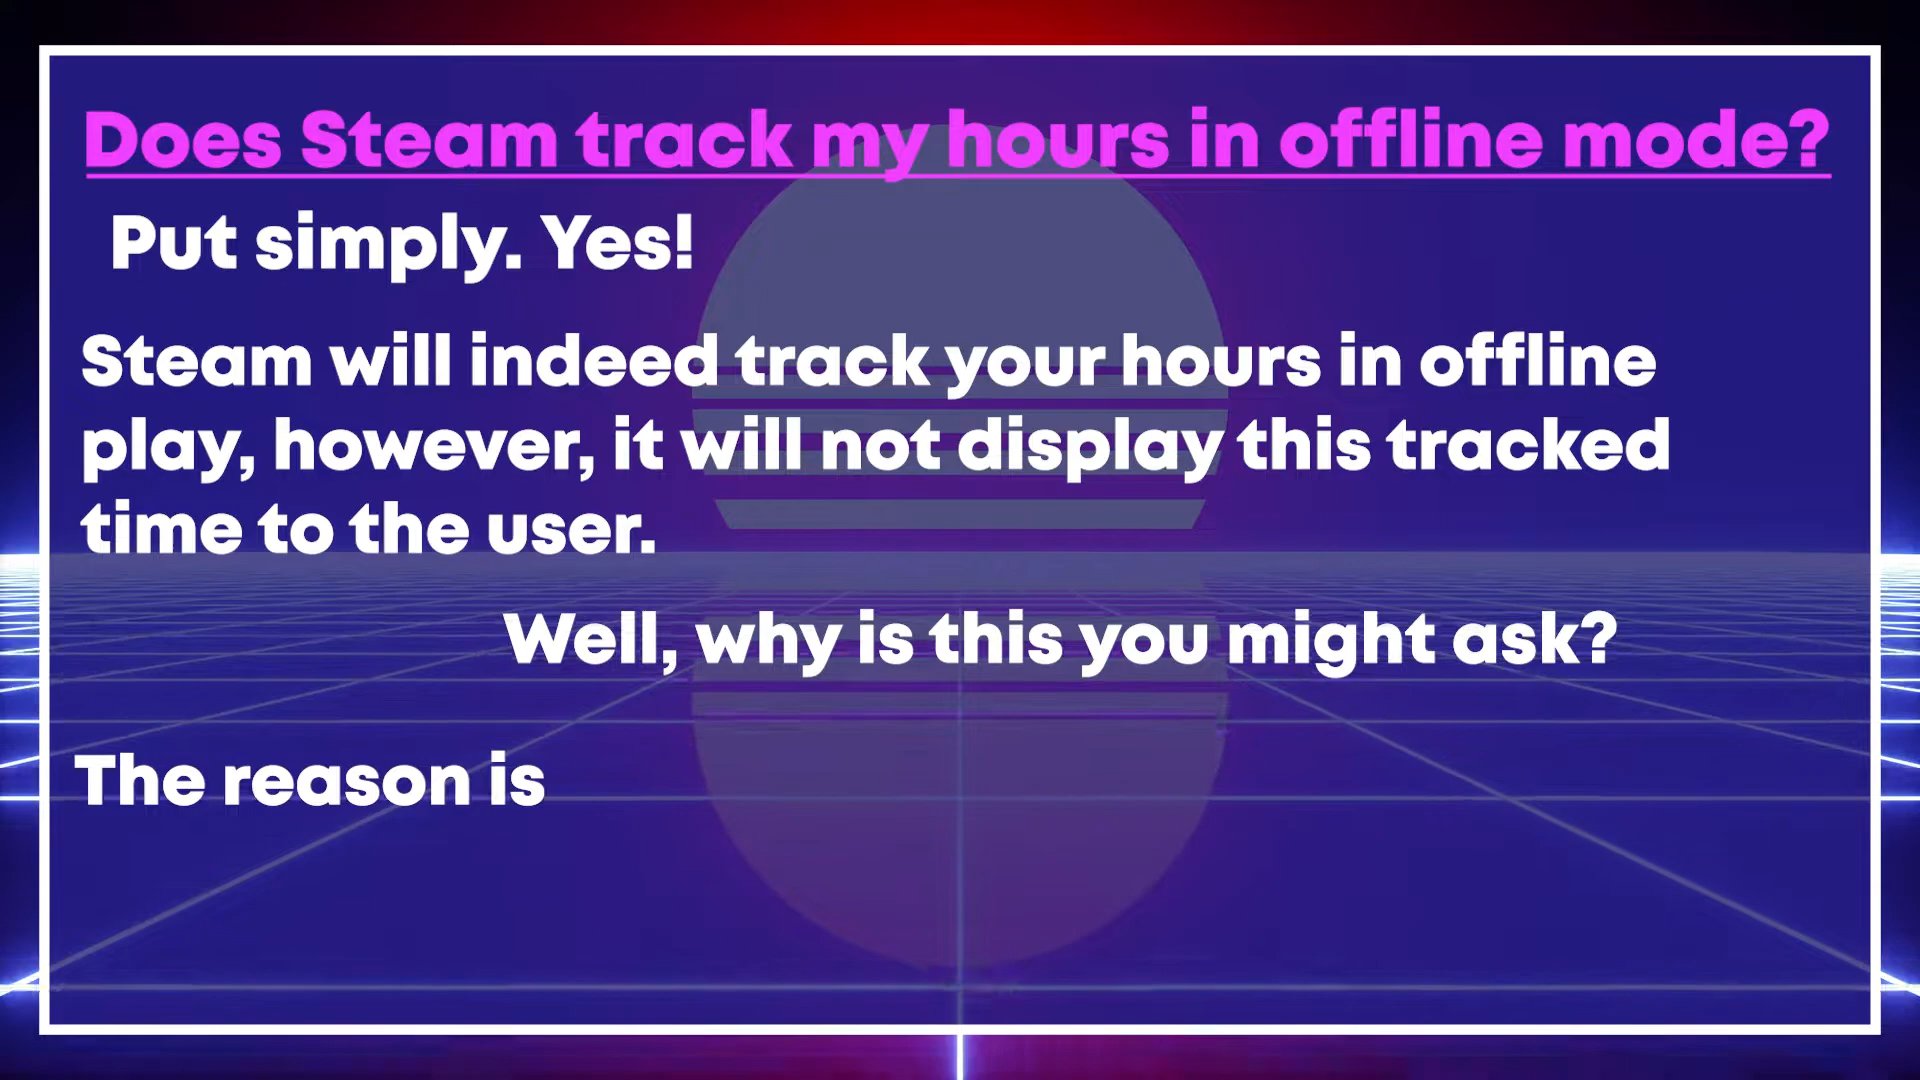 Does Steam track my hours in offline mode?
Put simply. Yes!
Steam will indeed track your hours in offline
play, however, it will not display this tracked
time to the user.
Well, why is this you might ask?
The reason is